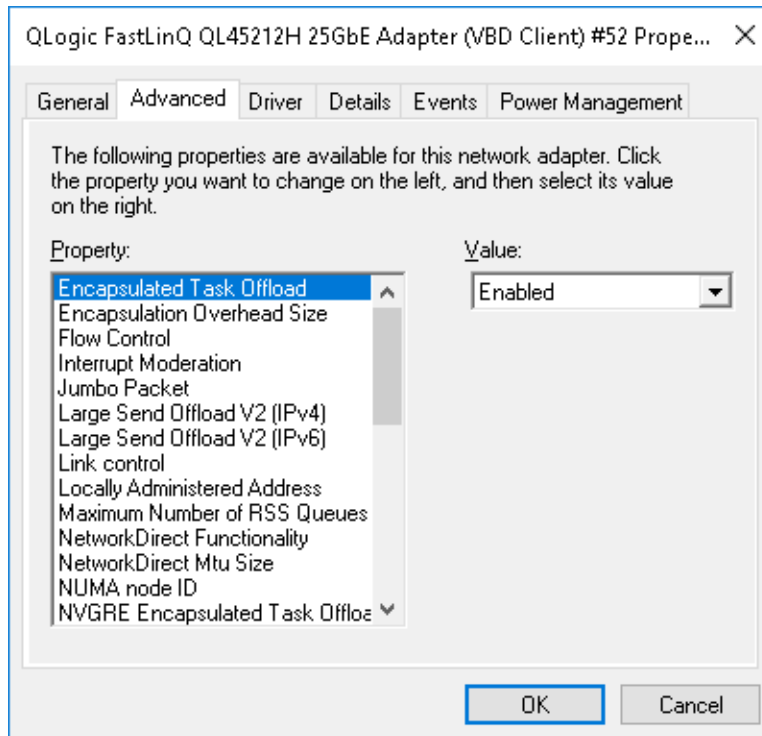 QLogic FastLinQ QL45212H 25GbE Adapter (VBD Client) #52 Prope...
General Advanced Driver Details Events Power Management
The following properties are available for this network adapter. Click
the property you want to change on the left, and then select its value
on the right.
Property:
Value:
Encapsulated Task Offload
Enabled
Encapsulation Overhead Size
Flow Control
Interrupt Moderation
Jumbo Packet
Large Send Offload V2 (IPv4)
Large Send Offload V2 (IPv6)
Link control
Locally Administered Address
Maximum Number of RSS Queues
NetworkDirect Functionality
NetworkDirect Mtu Size
NUMA node ID
NVGRE Encapsulated Task Offloa
OK
Cancel